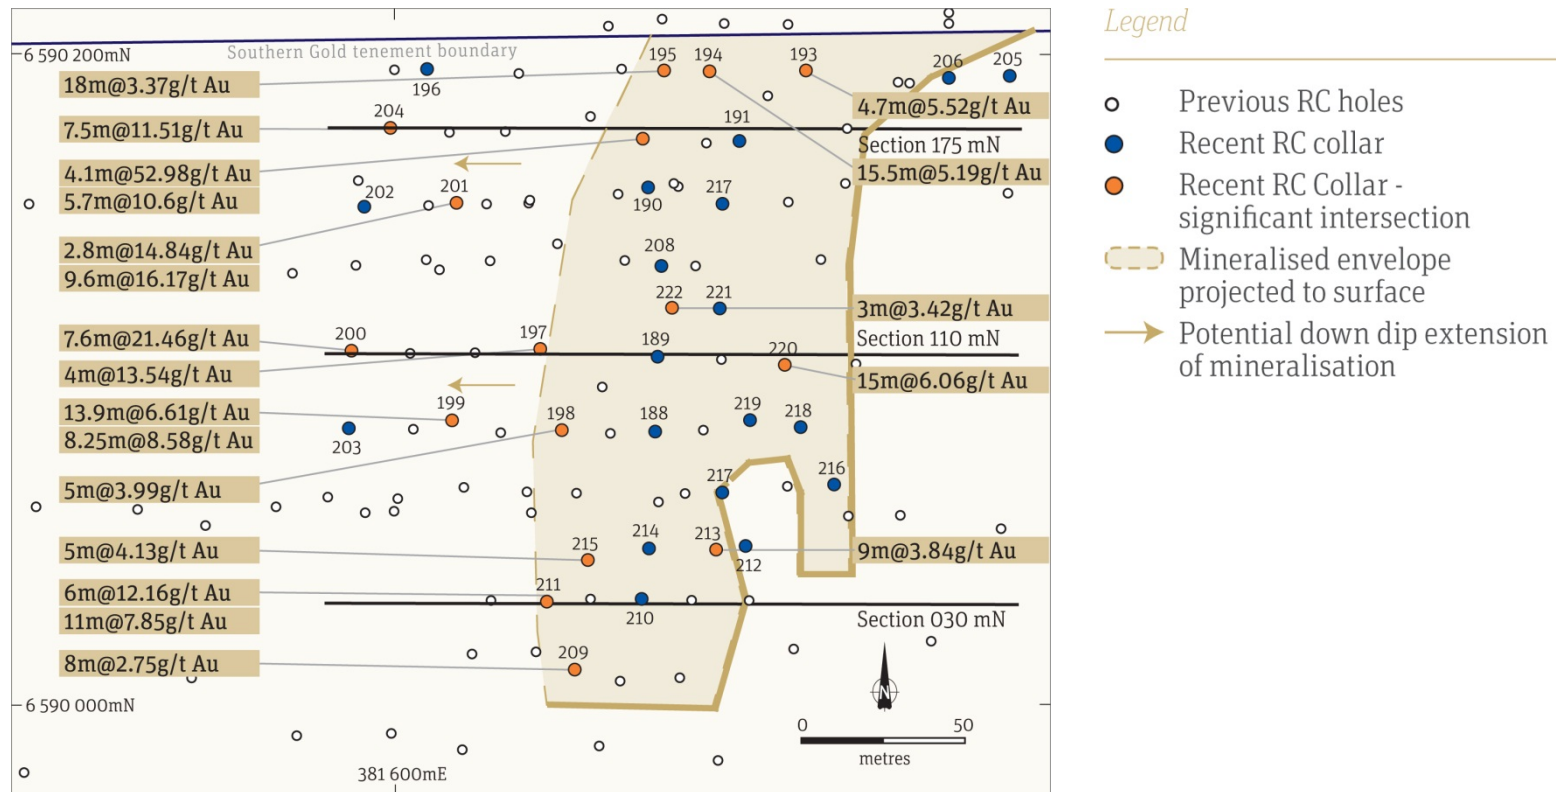 Southern Gold tenement boundary
6 590 200mN
195
194
193
206
205
196
18m@3.37g/t Au
4.7m@5.52g/t Au
204
191
7.5m@11.51g/t Au
Section 175 mN
4.1m@52.98g/t Au
15.5m@5.19g/t Au
5.7m@10.6g/t Au
202
201
190
217
2.8m@14.84g/t Au
9.6m@16.17g/t Au
208
222
221
3m@3.42g/t Au
7.6m@21.46g/t Au
200
197
189
220
Section 110 mN
4m@13.54g/t Au
15m@6.06g/t Au
13.9m@6.61g/t Au
8.25m@8.58g/t Au
199
203
198
188
219
218
5m@3.99g/t Au
217
216
5m@4.13g/t Au
215
214
213
212
9m@3.84g/t Au
6m@12.16g/t Au
11m@7.85g/t Au
211
210
Section 030 mN
8m@2.75g/t Au
209
6 590 000mN
N
0
50
metres
381 600mE
Legend
Previous RC holes
Recent RC collar
Recent RC Collar -
significant intersection
Mineralised envelope
projected to surface
Potential down dip extension
of mineralisation